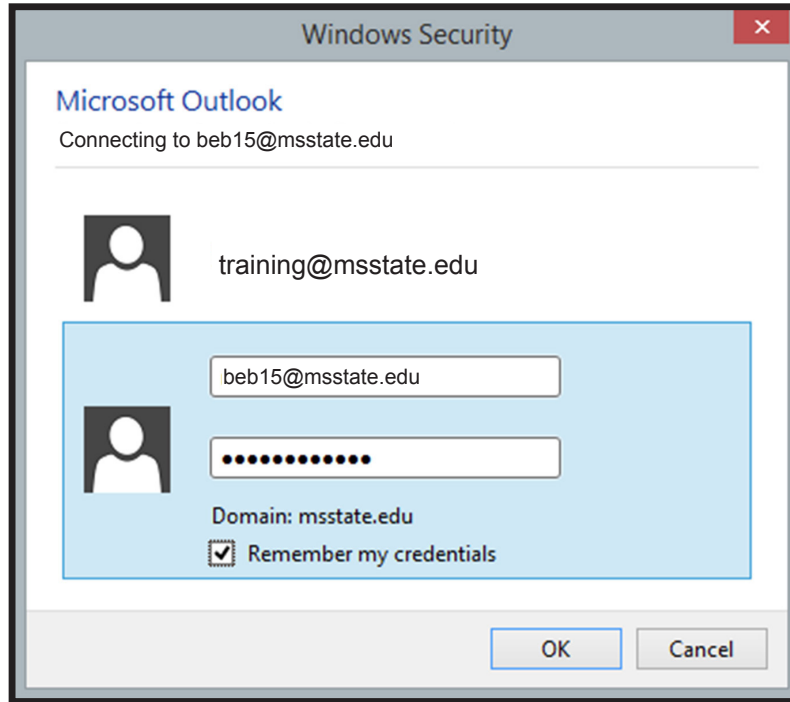 Windows Security
Microsoft Outlook
Connecting to beb15@msstate.edu
training@msstate.edu
beb15@msstate.edu
●●●●●●●●●●●●
Domain: msstate.edu
Remember my credentials
OK
Cancel